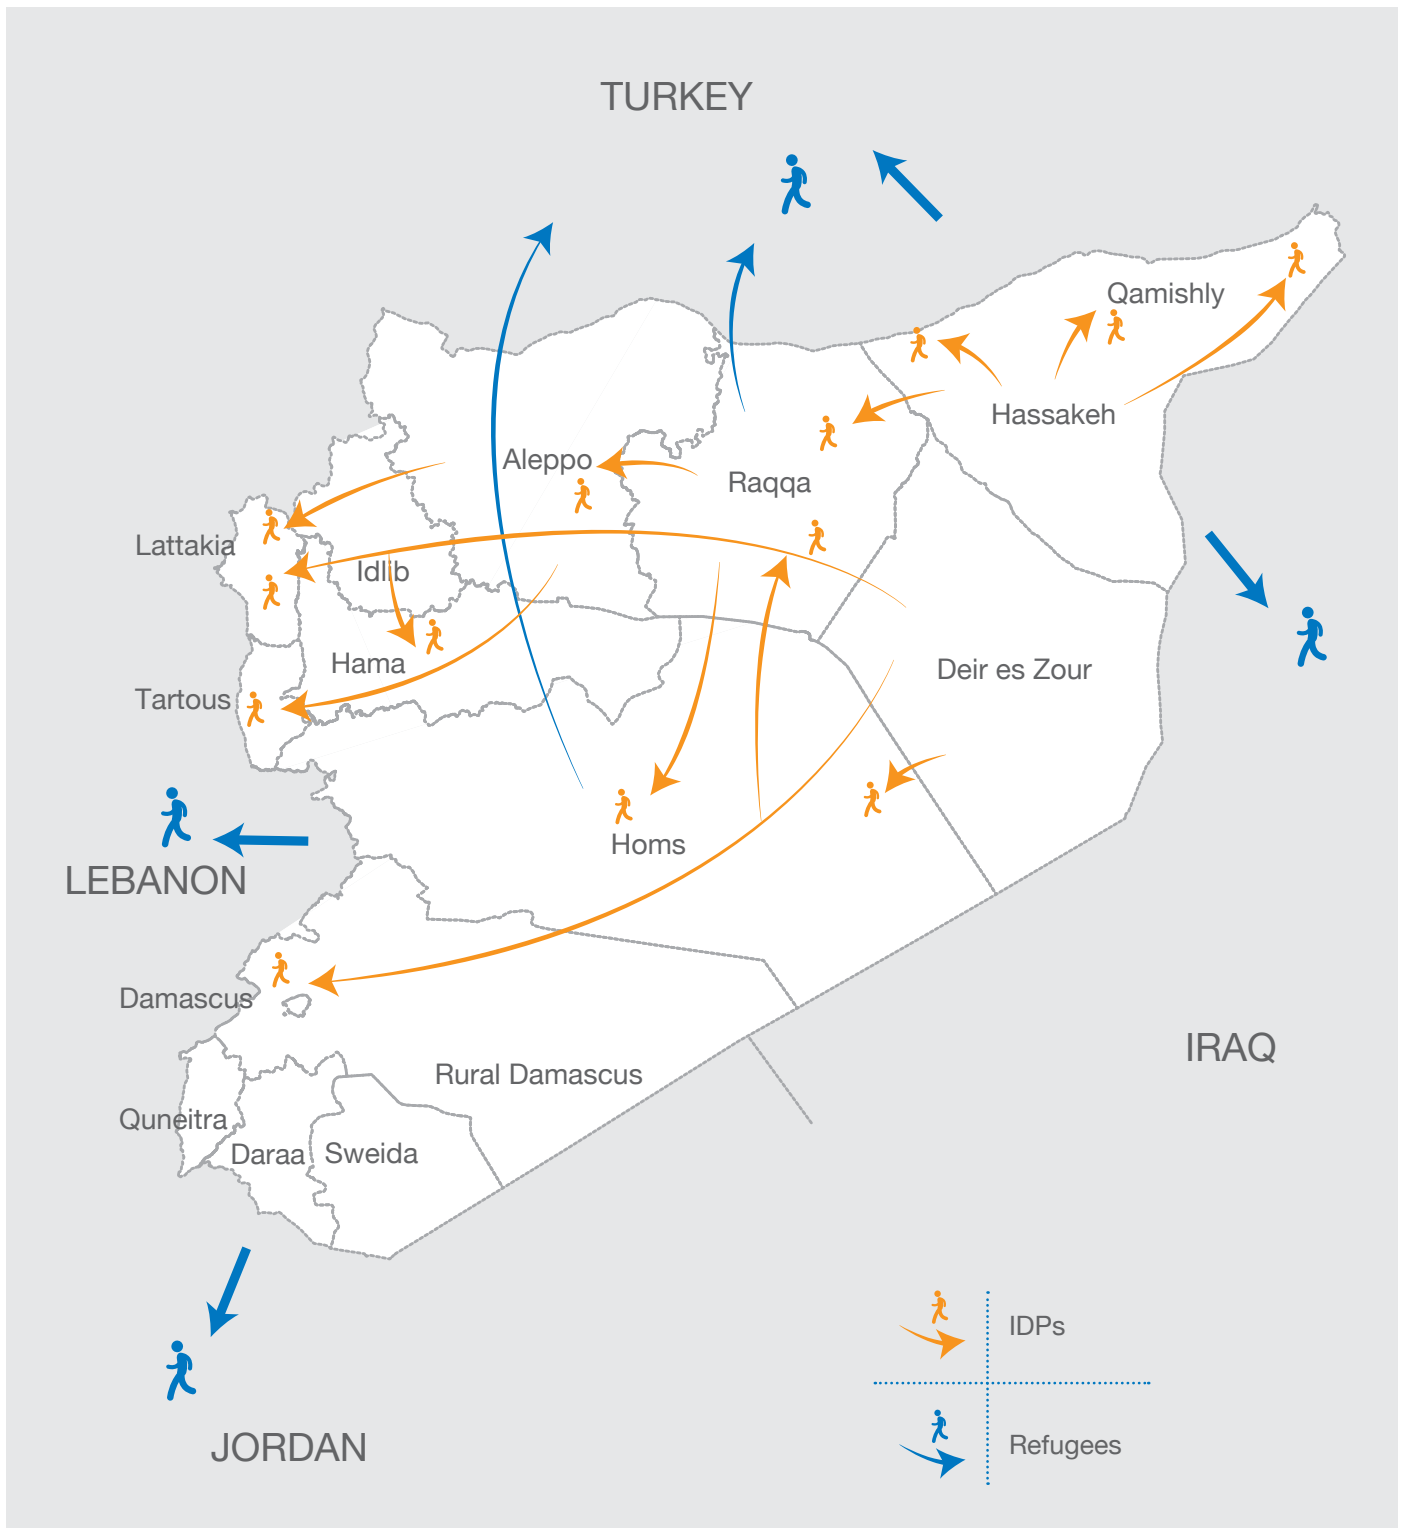 TURKEY
Qamishly
Hassakeh
Aleppo
Raqqa
Lattakia
Idlib
Hama
Deir es Zour
Tartous
Homs
LEBANON
Damascus
IRAQ
Rural Damascus
Quneitra
Daraa
Sweida
IDPs
JORDAN
Refugees